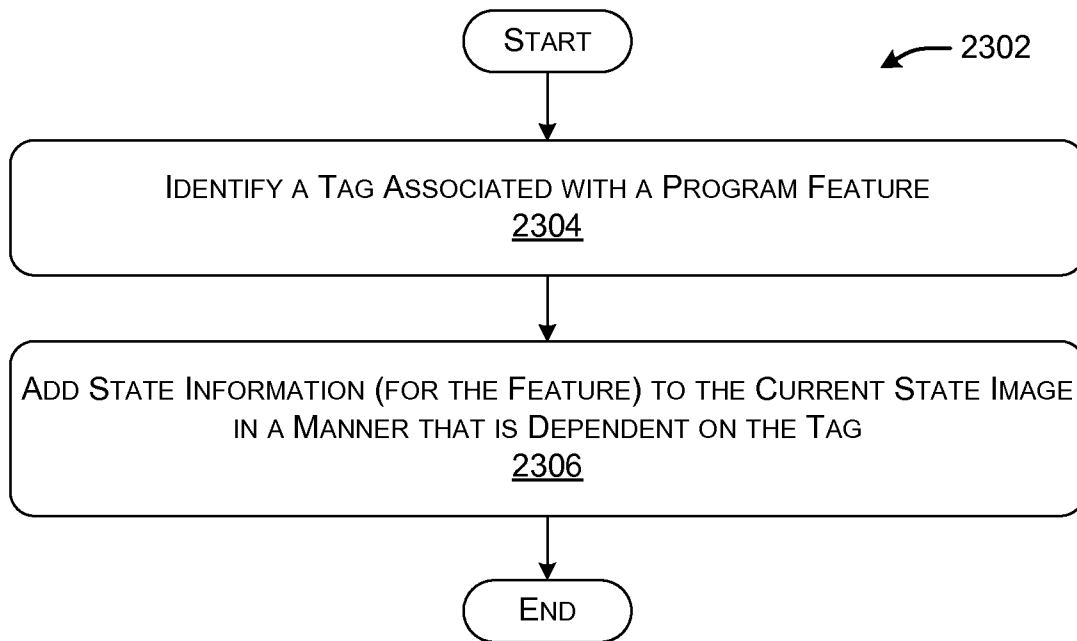 START
2302
IDENTIFY A TAG ASSOCIATED WITH A PROGRAM FEATURE
2304
ADD STATE INFORMATION (FOR THE FEATURE) TO THE CURRENT STATE IMAGE
IN A MANNER THAT IS DEPENDENT ON THE TAG
2306
END